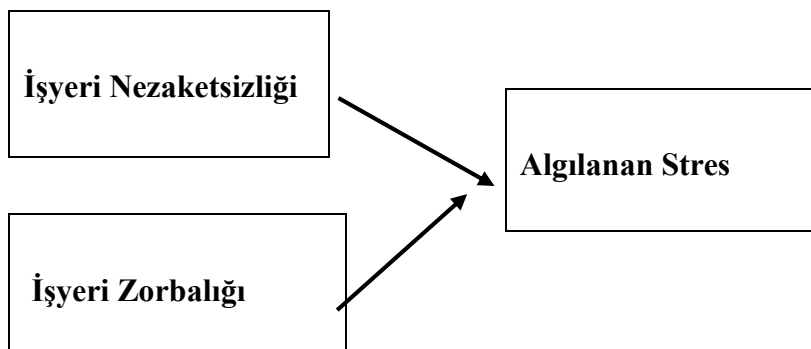 İşyeri Nezaketsizliği
Algılanan Stres
İşyeri Zorbalığı